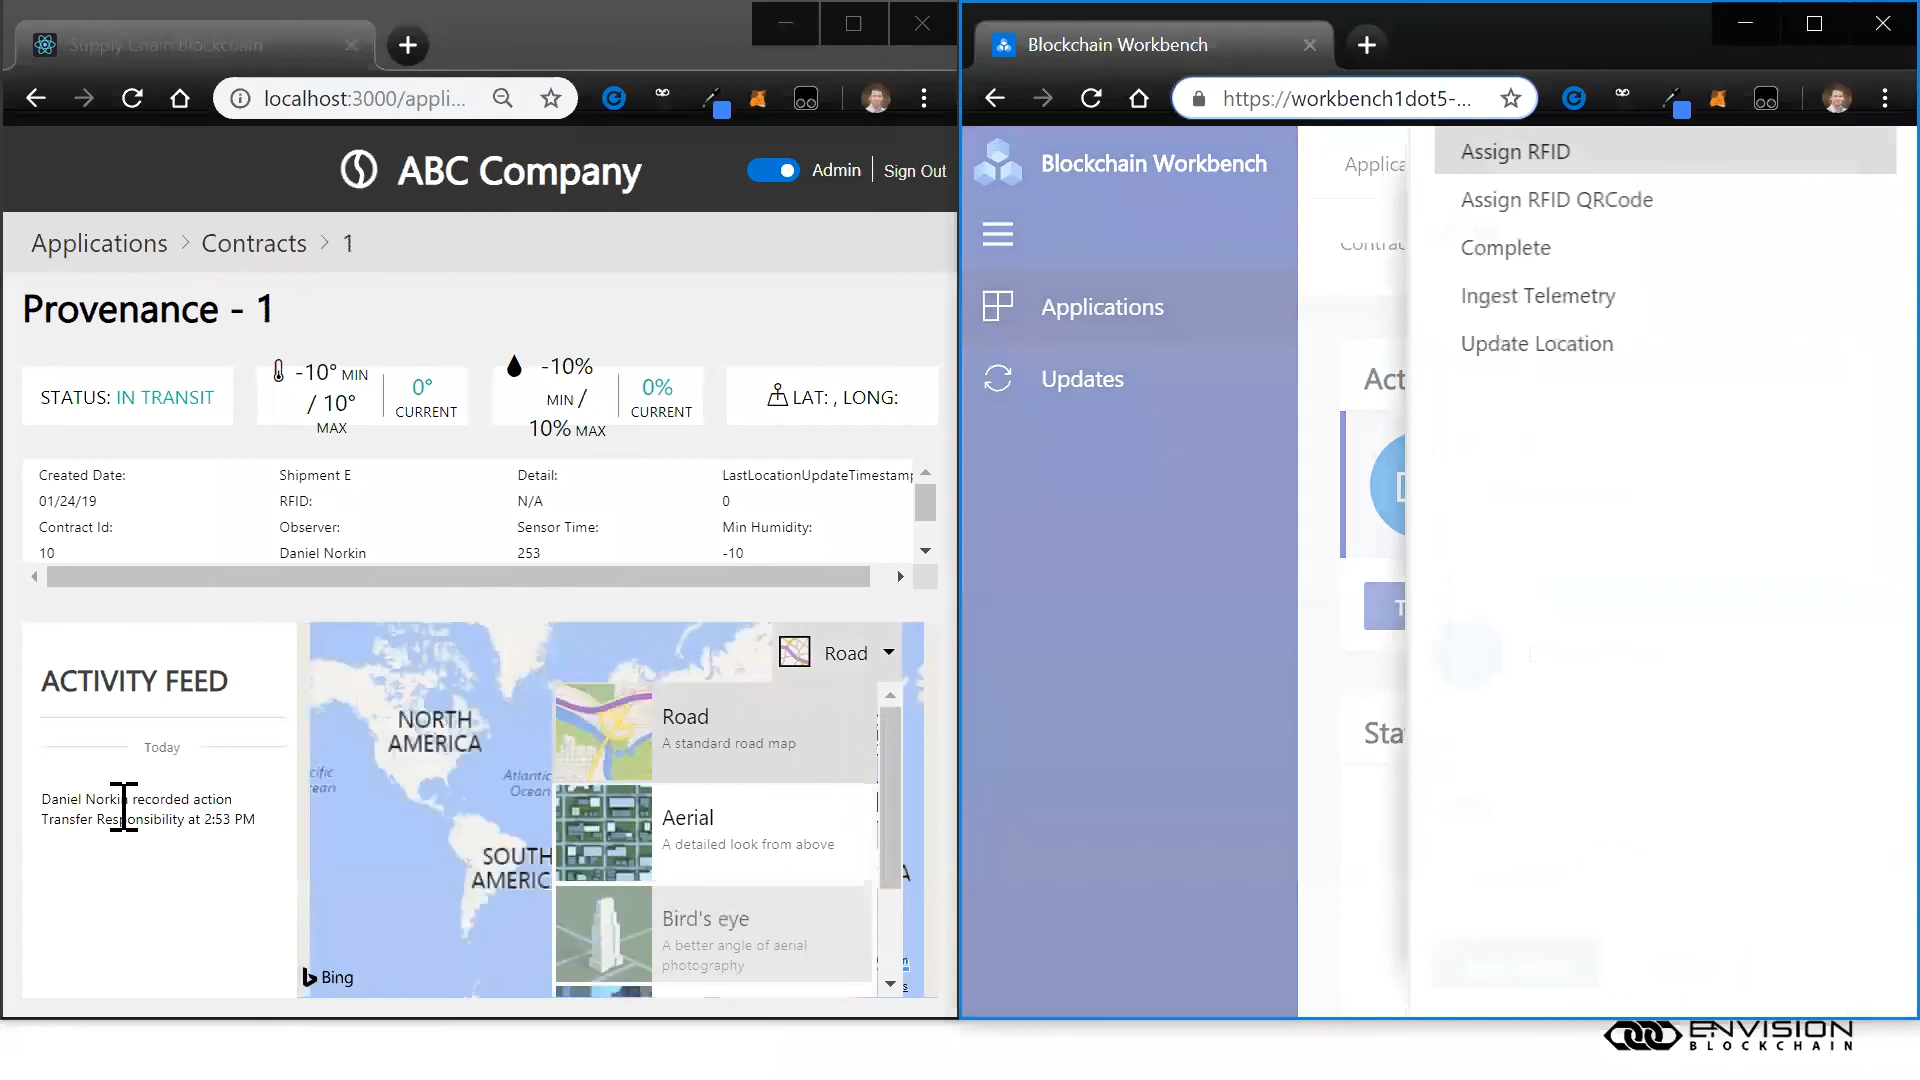 Supply Chain Blockchain
localhost:3000/appli...
ABC Company
Admin
Sign Out
Applications > Contracts > 1
Provenance - 1
STATUS: IN TRANSIT
-10° MIN
/ 10°
MAX
0°
CURRENT
-10%
MIN /
10% MAX
0%
CURRENT
LAT: , LONG:
Created Date:
01/24/19
Contract Id:
10
Shipment E
RFID:
Observer:
Daniel Norkin
Detail:
N/A
Sensor Time:
253
LastLocationUpdateTimestamp
0
Min Humidity:
-10
ACTIVITY FEED
Today
Daniel Norkin recorded action
Transfer Responsibility at 2:53 PM
NORTH
AMERICA
cific
ean
Atlantic
Ocean
SOUTH
AMERIC
A
Bing
Road
Road
A standard road map
Aerial
A detailed look from above
Bird's eye
A better angle of aerial
photography
Blockchain Workbench
https://workbench1dot5-...
Blockchain Workbench
Applications
Updates
Applica
Contrac
Act
T
Sta
Assign RFID
Assign RFID QRCode
Complete
Ingest Telemetry
Update Location
ENVISION
BLOCKCHAIN